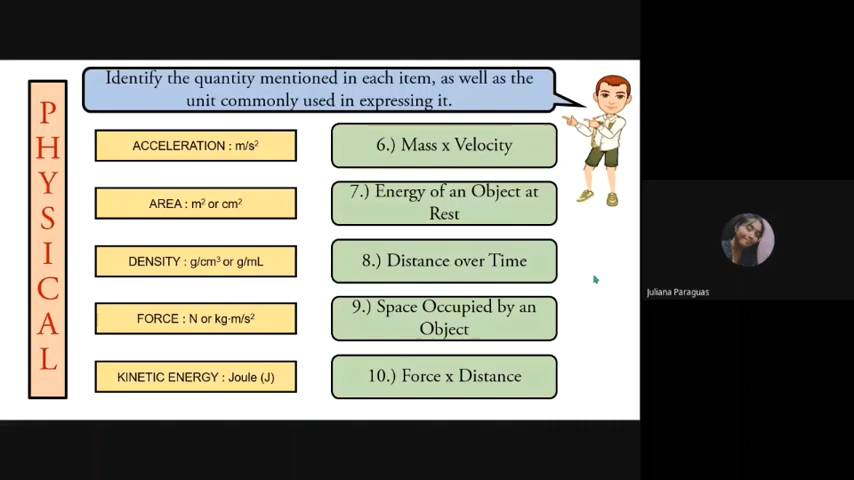 Identify the quantity mentioned in each item, as well as the
unit commonly used in expressing it.
PHYSICAL
ACCELERATION : m/s²
AREA : m² or cm²
DENSITY : g/cm³ or g/mL
FORCE : N or kg·m/s²
KINETIC ENERGY : Joule (J)
6.) Mass x Velocity
7.) Energy of an Object at
Rest
8.) Distance over Time
9.) Space Occupied by an
Object
10.) Force x Distance
Juliana Paraguas